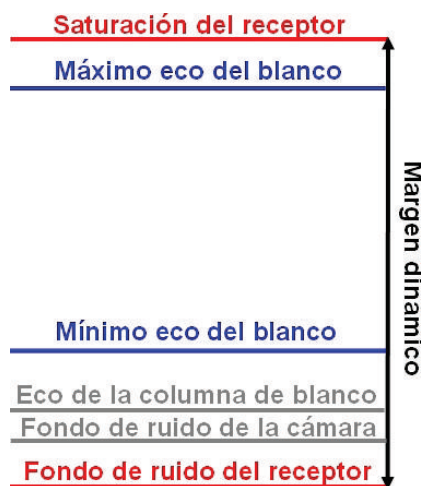 Saturación del receptor
Máximo eco del blanco
Margen dinamico
Mínimo eco del blanco
Eco de la columna de blanco
Fondo de ruido de la cámara
Fondo de ruido del receptor